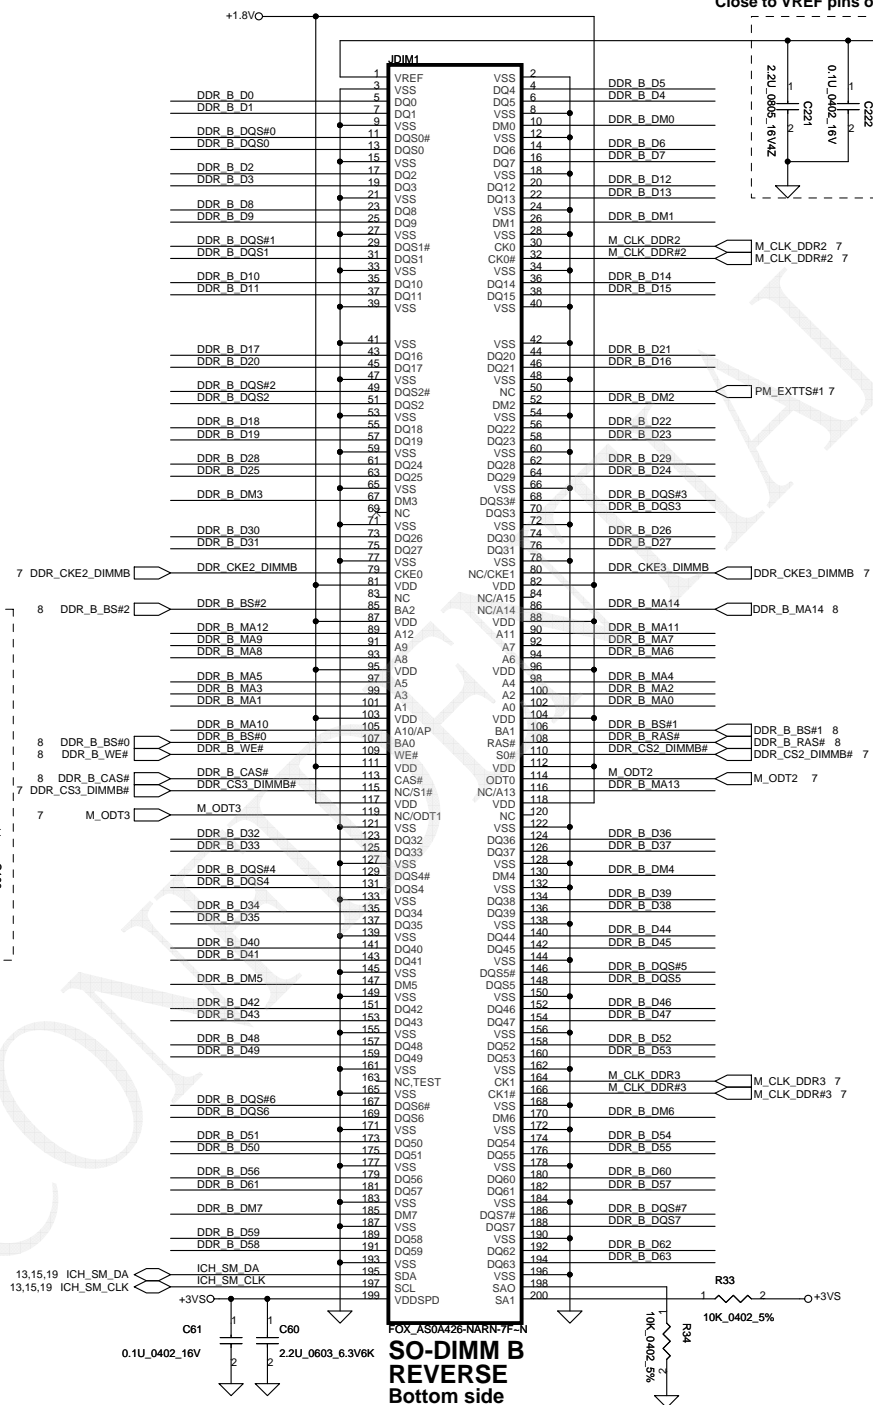 Close to VREF pins o
+1.8V
JDIM1
1 VREF VSS 2
3 VSS DQ4 4 DDR_B_D5
DDR_B_D0 5 DQ0 DQ5 6 DDR_B_D4
DDR_B_D1 7 DQ1 VSS 8
9 VSS DM0 10 DDR_B_DM0
DDR_B_DQS#0 11 DQS0# VSS 12
DDR_B_DQS0 13 DQS0 DQ6 14 DDR_B_D6
15 VSS DQ7 16 DDR_B_D7
DDR_B_D2 17 DQ2 VSS 18
DDR_B_D3 19 DQ3 DQ12 20 DDR_B_D12
21 VSS DQ13 22 DDR_B_D13
DDR_B_D8 23 DQ8 VSS 24
DDR_B_D9 25 DQ9 DM1 26 DDR_B_DM1
27 VSS VSS 28
DDR_B_DQS#1 29 DQS1# CK0 30 M_CLK_DDR2 M_CLK_DDR2 7
DDR_B_DQS1 31 DQS1 CK0# 32 M_CLK_DDR#2 M_CLK_DDR#2 7
33 VSS VSS 34
DDR_B_D10 35 DQ10 DQ14 36 DDR_B_D14
DDR_B_D11 37 DQ11 DQ15 38 DDR_B_D15
39 VSS VSS 40
41 VSS VSS 42
DDR_B_D17 43 DQ16 DQ20 44 DDR_B_D21
DDR_B_D20 45 DQ17 DQ21 46 DDR_B_D16
47 VSS VSS 48
DDR_B_DQS#2 49 DQS2# NC 50 PM_EXTTS#1 7
DDR_B_DQS2 51 DQS2 DM2 52 DDR_B_DM2
53 VSS VSS 54
DDR_B_D18 55 DQ18 DQ22 56 DDR_B_D22
DDR_B_D19 57 DQ19 DQ23 58 DDR_B_D23
59 VSS VSS 60
DDR_B_D28 61 DQ24 DQ28 62 DDR_B_D29
DDR_B_D25 63 DQ25 DQ29 64 DDR_B_D24
65 VSS VSS 66
DDR_B_DM3 67 DM3 DQS3# 68 DDR_B_DQS#3
69 NC DQS3 70 DDR_B_DQS3
71 VSS VSS 72
DDR_B_D30 73 DQ26 DQ30 74 DDR_B_D26
DDR_B_D31 75 DQ27 DQ31 76 DDR_B_D27
77 VSS VSS 78
7 DDR_CKE2_DIMMB DDR_CKE2_DIMMB 79 CKE0 NC/CKE1 80 DDR_CKE3_DIMMB DDR_CKE3_DIMMB 7
81 VDD VDD 82
83 NC NC/A15 84
8 DDR_B_BS#2 DDR_B_BS#2 85 BA2 NC/A14 86 DDR_B_MA14 DDR_B_MA14 8
87 VDD VDD 88
DDR_B_MA12 89 A12 A11 90 DDR_B_MA11
DDR_B_MA9 91 A9 A7 92 DDR_B_MA7
DDR_B_MA8 93 A8 A6 94 DDR_B_MA6
95 VDD VDD 96
DDR_B_MA5 97 A5 A4 98 DDR_B_MA4
DDR_B_MA3 99 A3 A2 100 DDR_B_MA2
DDR_B_MA1 101 A1 A0 102 DDR_B_MA0
103 VDD VDD 104
DDR_B_MA10 105 A10/AP BA1 106 DDR_B_BS#1 DDR_B_BS#1 8
8 DDR_B_BS#0 DDR_B_BS#0 107 BA0 RAS# 108 DDR_B_RAS# DDR_B_RAS# 8
8 DDR_B_WE# DDR_B_WE# 109 WE# S0# 110 DDR_CS2_DIMMB# DDR_CS2_DIMMB# 7
111 VDD VDD 112
8 DDR_B_CAS# DDR_B_CAS# 113 CAS# ODT0 114 M_ODT2 M_ODT2 7
7 DDR_CS3_DIMMB# DDR_CS3_DIMMB# 115 NC/S1# NC/A13 116 DDR_B_MA13
117 VDD VDD 118
7 M_ODT3 M_ODT3 119 NC/ODT1 NC 120
121 VSS VSS 122
DDR_B_D32 123 DQ32 DQ36 124 DDR_B_D36
DDR_B_D33 125 DQ33 DQ37 126 DDR_B_D37
127 VSS VSS 128
DDR_B_DQS#4 129 DQS4# DM4 130 DDR_B_DM4
DDR_B_DQS4 131 DQS4 VSS 132
133 VSS DQ38 134 DDR_B_D39
DDR_B_D34 135 DQ34 DQ39 136 DDR_B_D38
DDR_B_D35 137 DQ35 VSS 138
139 VSS DQ44 140 DDR_B_D44
DDR_B_D40 141 DQ40 DQ45 142 DDR_B_D45
DDR_B_D41 143 DQ41 VSS 144
145 VSS DQS5# 146 DDR_B_DQS#5
DDR_B_DM5 147 DM5 DQS5 148 DDR_B_DQS5
149 VSS VSS 150
DDR_B_D42 151 DQ42 DQ46 152 DDR_B_D46
DDR_B_D43 153 DQ43 DQ47 154 DDR_B_D47
155 VSS VSS 156
DDR_B_D48 157 DQ48 DQ52 158 DDR_B_D52
DDR_B_D49 159 DQ49 DQ53 160 DDR_B_D53
161 VSS VSS 162
163 NC,TEST CK1 164 M_CLK_DDR3 M_CLK_DDR3 7
165 VSS CK1# 166 M_CLK_DDR#3 M_CLK_DDR#3 7
DDR_B_DQS#6 167 DQS6# VSS 168
DDR_B_DQS6 169 DQS6 DM6 170 DDR_B_DM6
171 VSS VSS 172
DDR_B_D51 173 DQ50 DQ54 174 DDR_B_D54
DDR_B_D50 175 DQ51 DQ55 176 DDR_B_D55
177 VSS VSS 178
DDR_B_D56 179 DQ56 DQ60 180 DDR_B_D60
DDR_B_D61 181 DQ57 DQ61 182 DDR_B_D57
183 VSS VSS 184
DDR_B_DM7 185 DM7 DQS7# 186 DDR_B_DQS#7
187 VSS DQS7 188 DDR_B_DQS7
DDR_B_D59 189 DQ58 VSS 190
DDR_B_D58 191 DQ59 DQ62 192 DDR_B_D62
193 VSS DQ63 194 DDR_B_D63
13,15,19 ICH_SM_DA ICH_SM_DA 195 SDA VSS 196
13,15,19 ICH_SM_CLK ICH_SM_CLK 197 SCL SAO 198
+3VS 199 VDDSPD SA1 200
C221
2.2U_0805_16V4Z
1
2
C222
0.1U_0402_16V
1
2
R33
1 2
10K_0402_5%
+3VS
R34
1
2
10K_0402_5%
C61
1
2
0.1U_0402_16V
C60
1
2
2.2U_0603_6.3V6K
FOX_AS0A426-NARN-7F~N
SO-DIMM B
REVERSE
Bottom side
CONFIDENTIAL